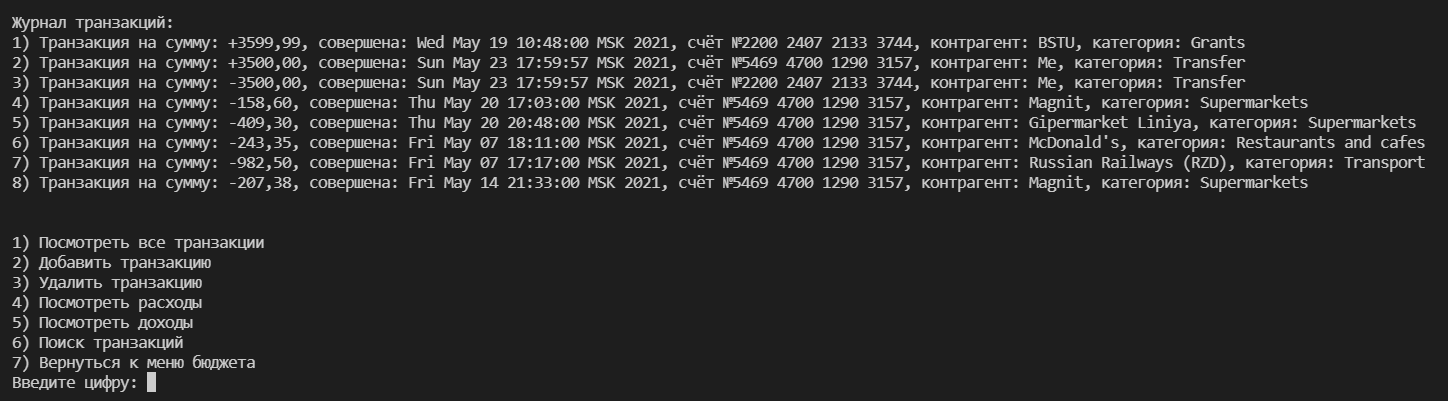 Журнал транзакций:
1) Транзакция на сумму: +3599,99, совершена: Wed May 19 10:48:00 MSK 2021, счёт №2200 2407 2133 3744, контрагент: BSTU, категория: Grants
2) Транзакция на сумму: +3500,00, совершена: Sun May 23 17:59:57 MSK 2021, счёт №5469 4700 1290 3157, контрагент: Me, категория: Transfer
3) Транзакция на сумму: -3500,00, совершена: Sun May 23 17:59:57 MSK 2021, счёт №2200 2407 2133 3744, контрагент: Me, категория: Transfer
4) Транзакция на сумму: -158,60, совершена: Thu May 20 17:03:00 MSK 2021, счёт №5469 4700 1290 3157, контрагент: Magnit, категория: Supermarkets
5) Транзакция на сумму: -409,30, совершена: Thu May 20 20:48:00 MSK 2021, счёт №5469 4700 1290 3157, контрагент: Gipermarket Liniya, категория: Supermarkets
6) Транзакция на сумму: -243,35, совершена: Fri May 07 18:11:00 MSK 2021, счёт №5469 4700 1290 3157, контрагент: McDonald's, категория: Restaurants and cafes
7) Транзакция на сумму: -982,50, совершена: Fri May 07 17:17:00 MSK 2021, счёт №5469 4700 1290 3157, контрагент: Russian Railways (RZD), категория: Transport
8) Транзакция на сумму: -207,38, совершена: Fri May 14 21:33:00 MSK 2021, счёт №5469 4700 1290 3157, контрагент: Magnit, категория: Supermarkets
1) Посмотреть все транзакции
2) Добавить транзакцию
3) Удалить транзакцию
4) Посмотреть расходы
5) Посмотреть доходы
6) Поиск транзакций
7) Вернуться к меню бюджета
Введите цифру: